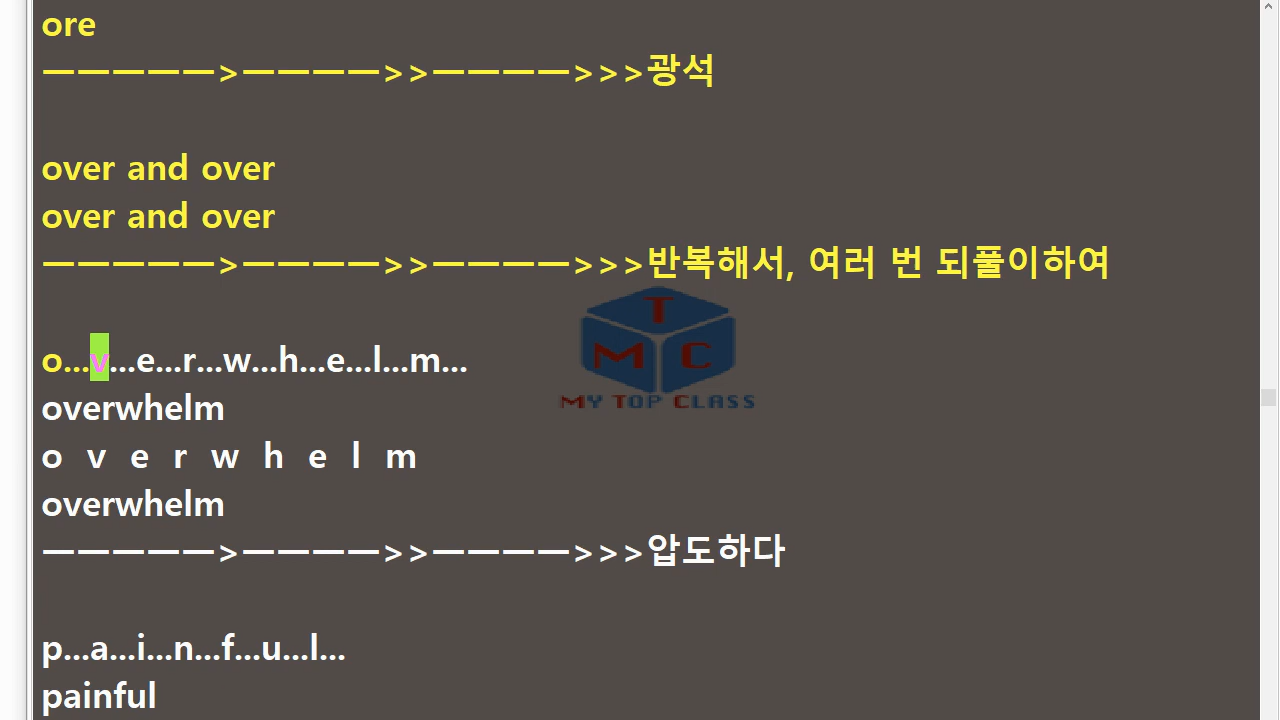 ore
—————>————>>————>>>광석
over and over
over and over
—————>————>>————>>>반복해서, 여러 번 되풀이하여
o...v...e...r...w...h...e...l...m...
overwhelm
o v e r w h e l m
overwhelm
—————>————>>————>>>압도하다
p...a...i...n...f...u...l...
painful
T
M C
MY TOP CLASS